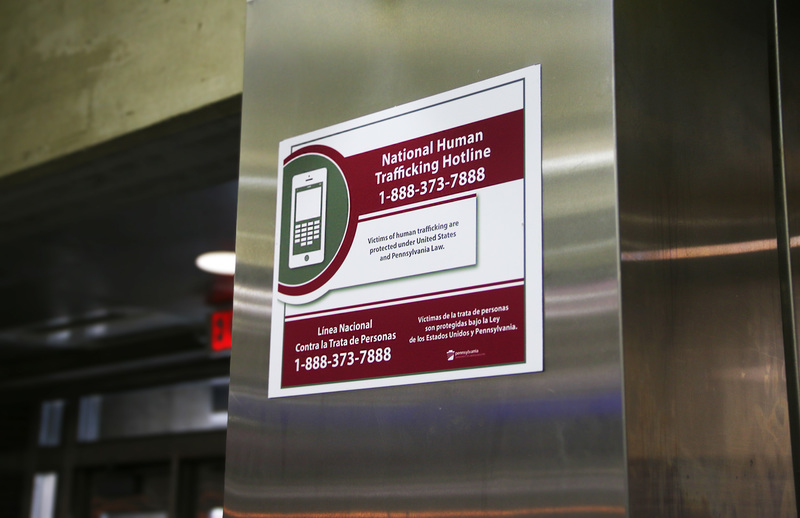 National Human
Trafficking Hotline
1-888-373-7888
Victims of human trafficking are
protected under United States
and Pennsylvania Law.
Línea Nacional
Contra la Trata de Personas
1-888-373-7888
Víctimas de la trata de personas
son protegidas bajo la Ley
de los Estados Unidos y Pennsylvania.
pennsylvania